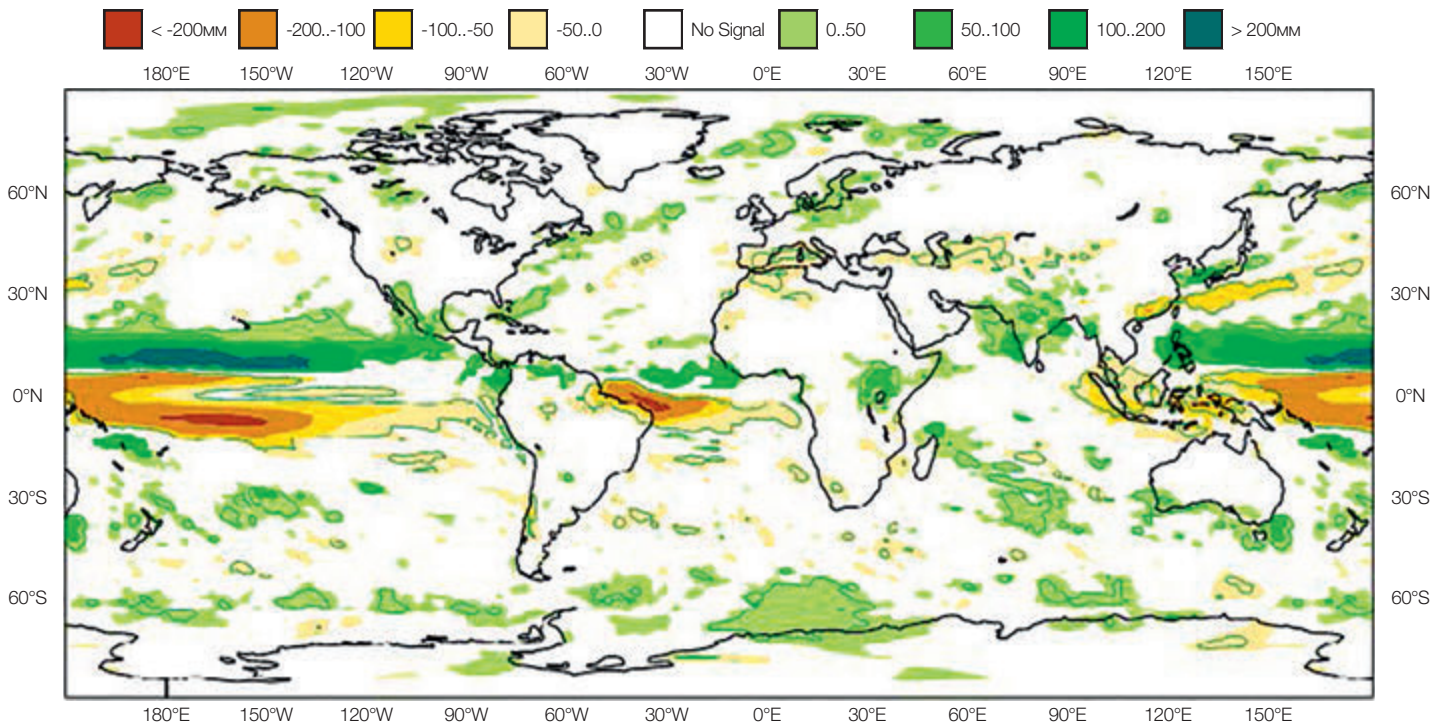 < -200мм -200..-100 -100..-50 -50..0 No Signal 0..50 50..100 100..200 > 200мм
180°E 150°W 120°W 90°W 60°W 30°W 0°E 30°E 60°E 90°E 120°E 150°E
60°N 60°N
30°N 30°N
0°N 0°N
30°S 30°S
60°S 60°S
180°E 150°W 120°W 90°W 60°W 30°W 0°E 30°E 60°E 90°E 120°E 150°E